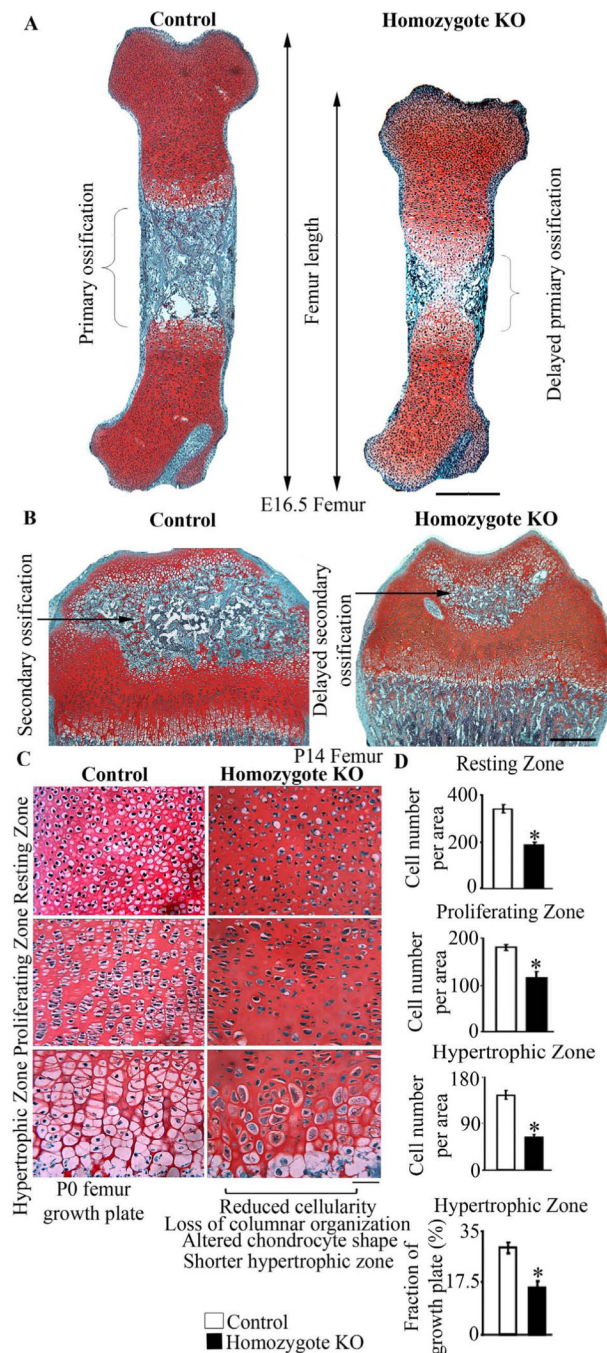 A
Control
Homozygote KO
Primary ossification
Femur length
Delayed prmiary ossification
E16.5 Femur
B
Control
Homozygote KO
Secondary ossification
Delayed secondary
ossification
P14 Femur
C
Control
Homozygote KO
Resting Zone
Proliferating Zone
Hypertrophic Zone
P0 femur
growth plate
Reduced cellularity
Loss of columnar organization
Altered chondrocyte shape
Shorter hypertrophic zone
D
Resting Zone
Cell number
per area
400
200
0
*
Proliferating Zone
Cell number
per area
180
90
0
*
Hypertrophic Zone
Cell number
per area
180
90
0
*
Hypertrophic Zone
Fraction of
growth plate (%)
35
17.5
0
*
Control
Homozygote KO